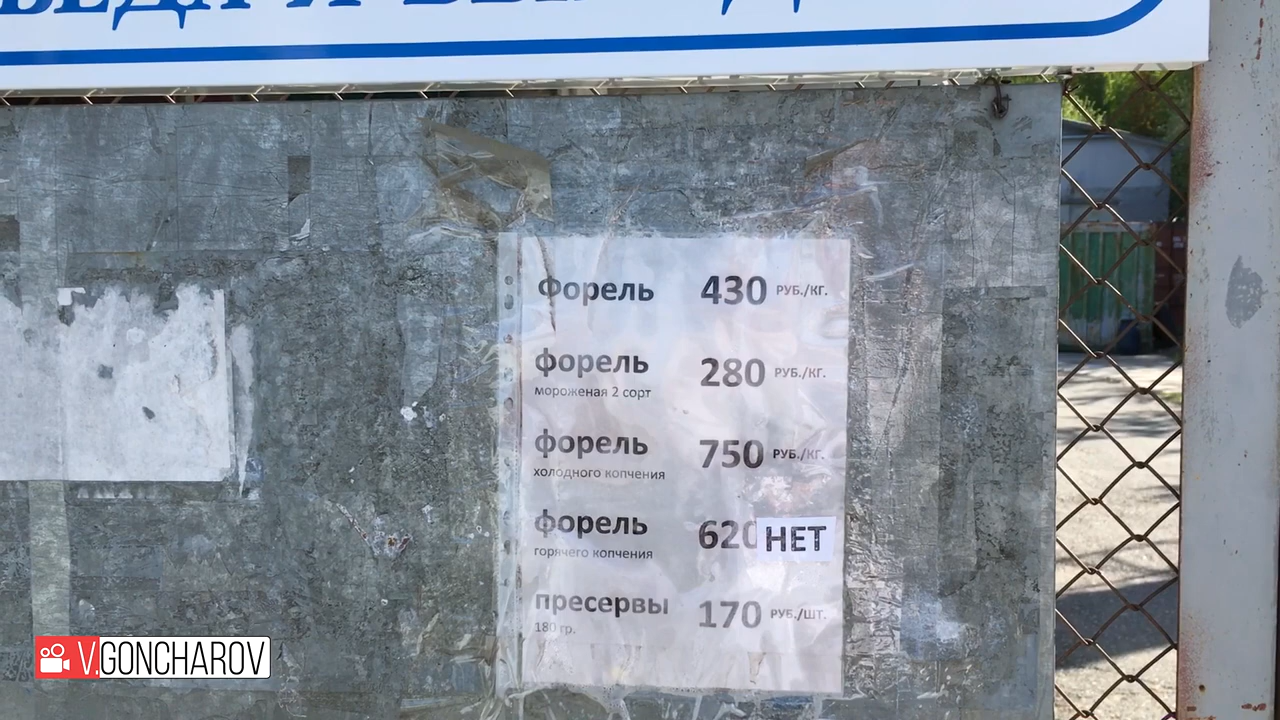 Форель 430 РУБ./КГ.
форель 280 РУБ./КГ.
мороженая 2 сорт
форель 750 РУБ./КГ.
холодного копчения
форель 620 НЕТ
горячего копчения
пресервы 170 РУБ./ШТ.
180 гр.
V.GONCHAROV